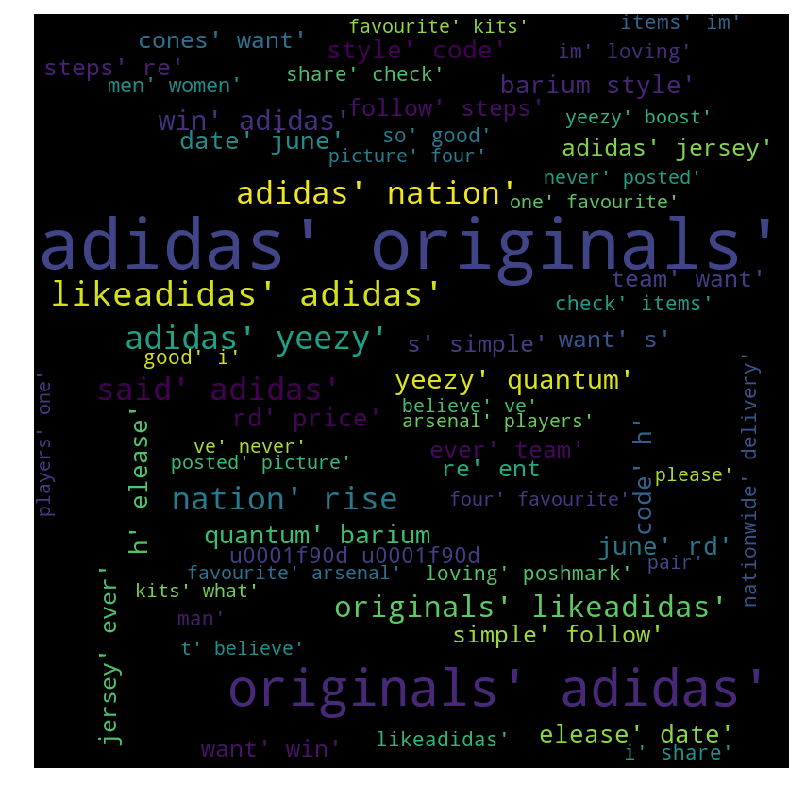 favourite' kits'
items' im'
cones' want'
style' code'
im' loving'
steps' re'
share' check'
men' women'
barium style'
win' adidas'
follow' steps'
yeezy' boost'
date' june'
so' good'
picture' four'
adidas' jersey'
adidas' nation'
never' posted'
one' favourite'
adidas' originals'
likeadidas' adidas'
team' want'
check' items'
adidas' yeezy'
good' i'
s' simple'
want' s'
said' adidas'
yeezy' quantum'
players' one'
rd' price'
believe' ve'
arsenal' players'
h' elease'
ve' never'
posted' picture'
ever' team'
re' ent
code' h'
please'
nationwide' delivery'
nation' rise
four' favourite'
quantum' barium
u0001f90d u0001f90d
june' rd'
pair'
favourite' arsenal'
loving' poshmark'
kits' what'
man'
originals' likeadidas'
simple' follow'
jersey' ever'
t' believe'
originals' adidas'
want' win'
likeadidas'
elease' date'
i' share'